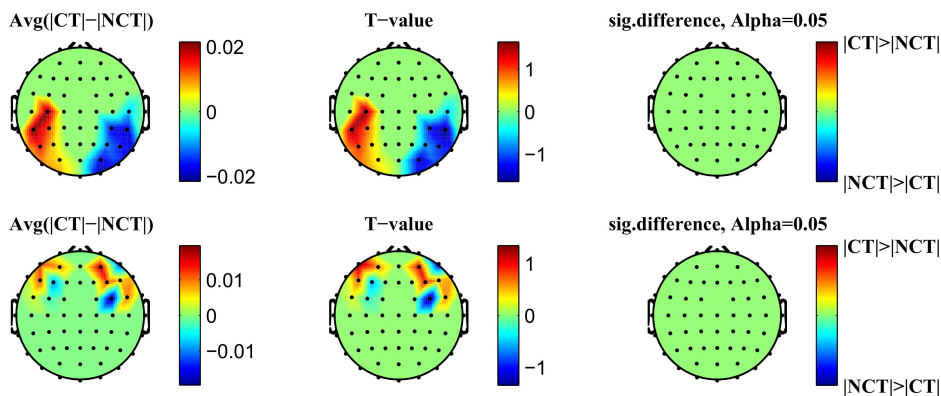 Avg(|CT|−|NCT|)
T−value
sig.difference, Alpha=0.05
0.02
0
−0.02
1
0
−1
|CT|>|NCT|
|NCT|>|CT|
Avg(|CT|−|NCT|)
T−value
sig.difference, Alpha=0.05
0.01
0
−0.01
1
0
−1
|CT|>|NCT|
|NCT|>|CT|